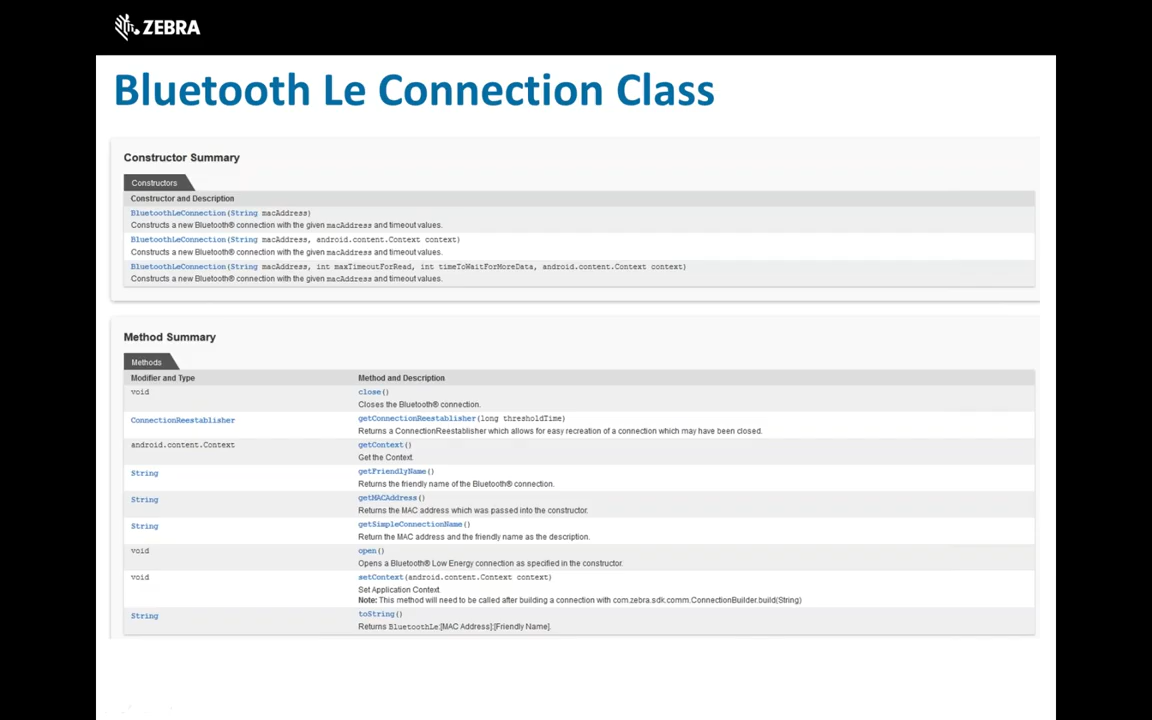 ZEBRA
Bluetooth Le Connection Class
Constructor Summary
Constructors
Constructor and Description
BluetoothLeConnection(String macAddress)
Constructs a new Bluetooth® connection with the given macAddress and timeout values.
BluetoothLeConnection(String macAddress, android.content.Context context)
Constructs a new Bluetooth® connection with the given macAddress and timeout values.
BluetoothLeConnection(String macAddress, int maxTimeoutForRead, int timeToWaitForMoreData, android.content.Context context)
Constructs a new Bluetooth® connection with the given macAddress and timeout values.
Method Summary
Methods
Modifier and Type Method and Description
void close()
Closes the Bluetooth® connection.
ConnectionReestablisher getConnectionReestablisher(long thresholdTime)
Returns a ConnectionReestablisher which allows for easy recreation of a connection which may have been closed.
android.content.Context getContext()
Get the Context.
String getFriendlyName()
Returns the friendly name of the Bluetooth® connection.
String getMACAddress()
Returns the MAC address which was passed into the constructor.
String getSimpleConnectionName()
Return the MAC address and the friendly name as the description.
void open()
Opens a Bluetooth® Low Energy connection as specified in the constructor.
void setContext(android.content.Context context)
Set Application Context.
Note: This method will need to be called after building a connection with com.zebra.sdk.comm.ConnectionBuilder.build(String)
String toString()
Returns BluetoothLe:[MAC Address]:[Friendly Name].